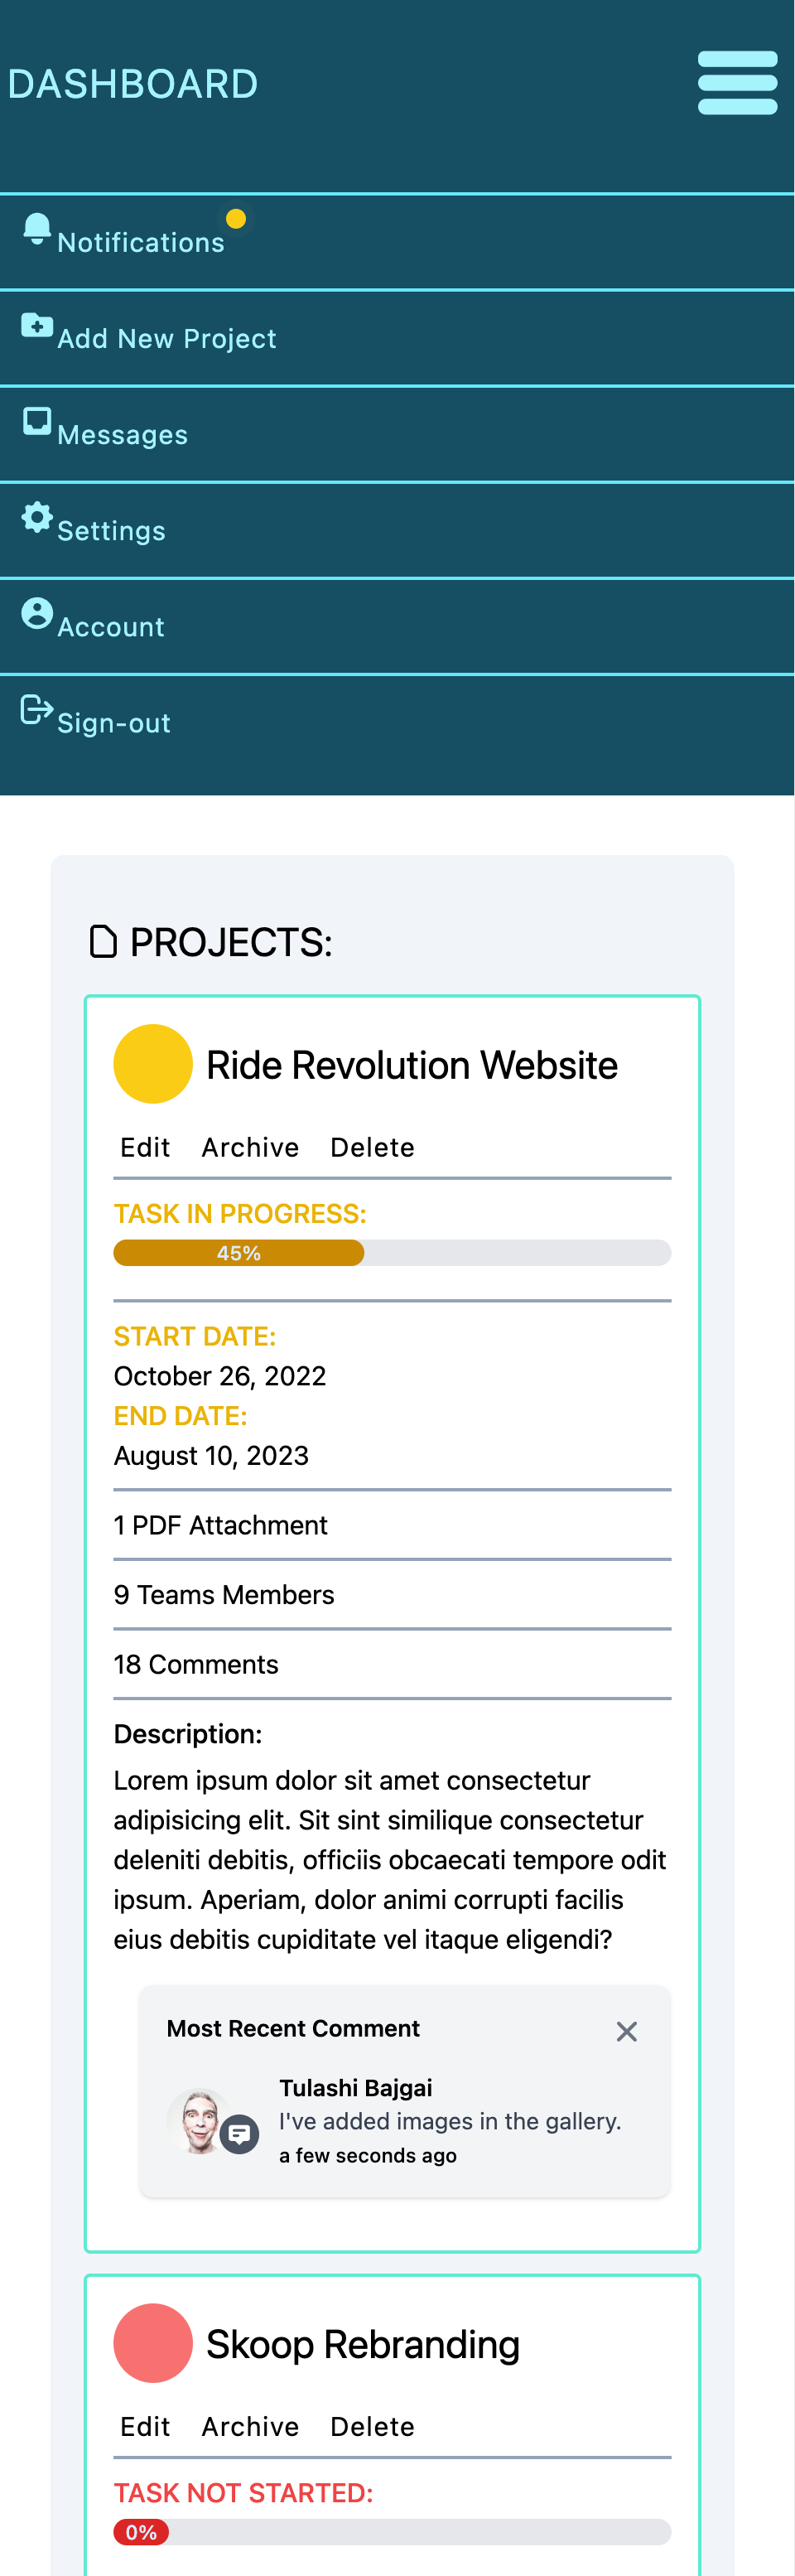 DASHBOARD
Notifications
Add New Project
Messages
Settings
Account
Sign-out
PROJECTS:
Ride Revolution Website
Edit Archive Delete
TASK IN PROGRESS:
45%
START DATE:
October 26, 2022
END DATE:
August 10, 2023
1 PDF Attachment
9 Teams Members
18 Comments
Description:
Lorem ipsum dolor sit amet consectetur
adipisicing elit. Sit sint similique consectetur
deleniti debitis, officiis obcaecati tempore odit
ipsum. Aperiam, dolor animi corrupti facilis
eius debitis cupiditate vel itaque eligendi?
Most Recent Comment
Tulashi Bajgai
I've added images in the gallery.
a few seconds ago
Skoop Rebranding
Edit Archive Delete
TASK NOT STARTED:
0%